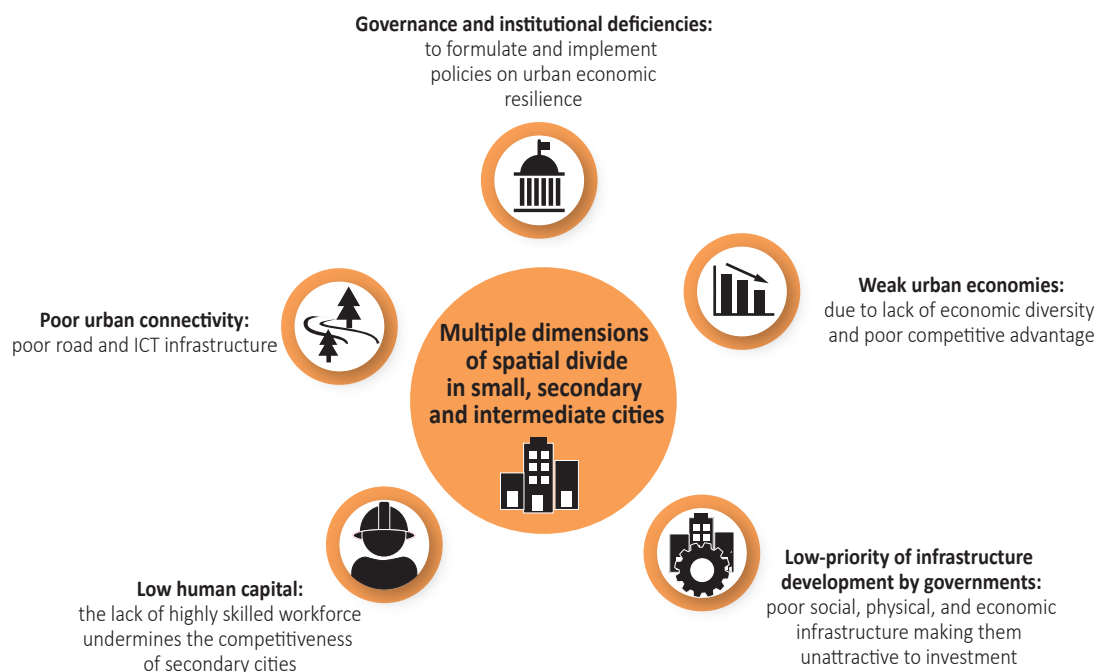 Governance and institutional deficiencies:
to formulate and implement
policies on urban economic
resilience
Weak urban economies:
due to lack of economic diversity
and poor competitive advantage
Poor urban connectivity:
poor road and ICT infrastructure
Multiple dimensions
of spatial divide
in small, secondary
and intermediate cities
Low-priority of infrastructure
development by governments:
poor social, physical, and economic
infrastructure making them
unattractive to investment
Low human capital:
the lack of highly skilled workforce
undermines the competitiveness
of secondary cities